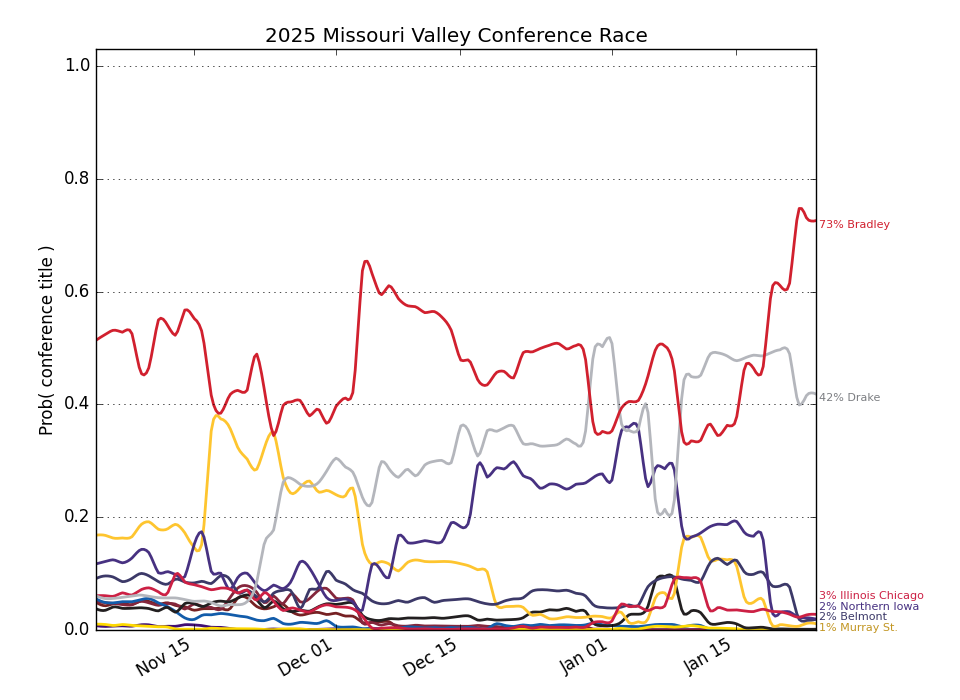 2025 Missouri Valley Conference Race
Prob( conference title )
1.0
0.8
0.6
0.4
0.2
0.0
Nov 15
Dec 01
Dec 15
Jan 01
Jan 15
73% Bradley
42% Drake
3% Illinois Chicago
2% Northern Iowa
2% Belmont
1% Murray St.